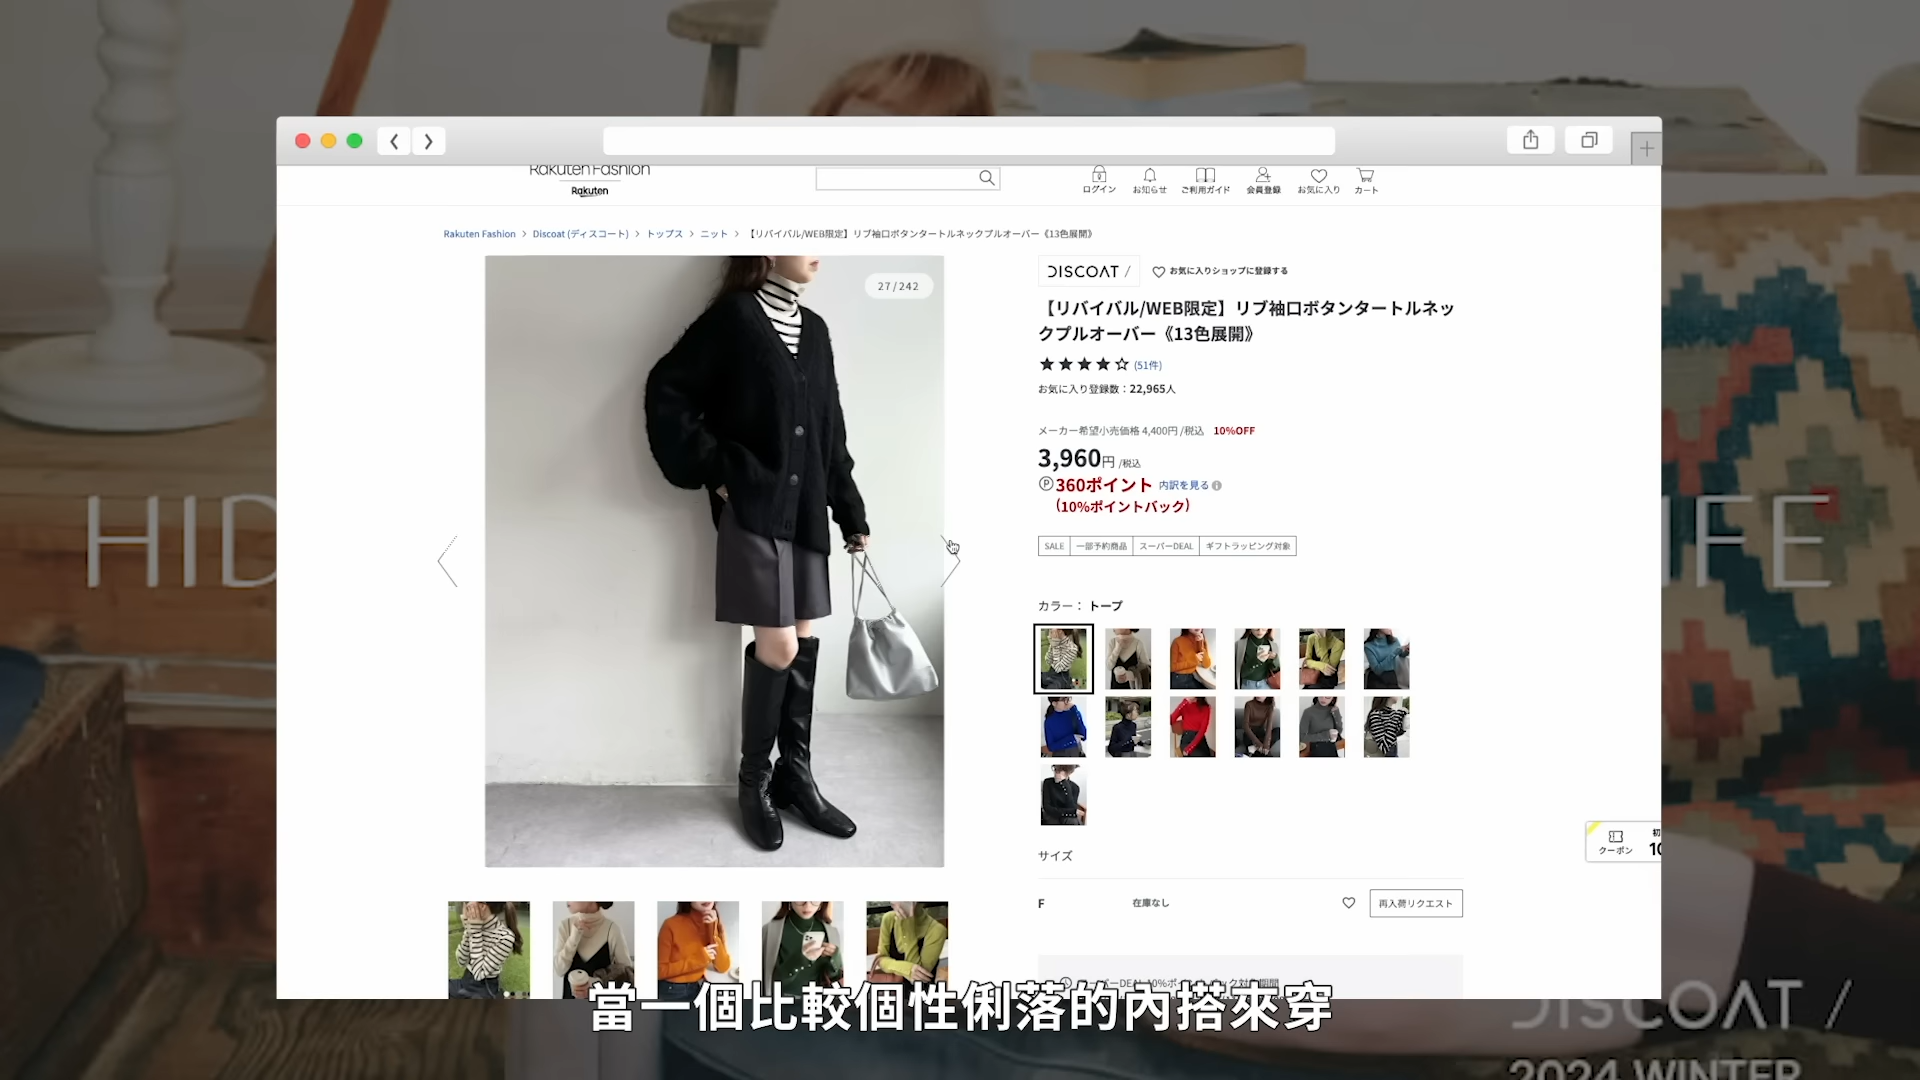 Rakuten Fashion
Rakuten
ログイン
お知らせ
ご利用ガイド
会員登録
お気に入り
カート
Rakuten Fashion > Discoat (ディスコート) > トップス > ニット > 【リバイバル/WEB限定】リブ袖口ボタンタートルネックプルオーバー《13色展開》
27/242
DISCOAT /
お気に入りショップに登録する
【リバイバル/WEB限定】リブ袖口ボタンタートルネッ
クプルオーバー《13色展開》
(51件)
お気に入り登録数：22,965人
メーカー希望小売価格 4,400円 /税込 10%OFF
3,960円 /税込
P 360ポイント 内訳を見る
(10%ポイントバック)
SALE 一部予約商品 スーパーDEAL ギフトラッピング対象
カラー： トープ
クーポン
初
10
サイズ
F 在庫なし 再入荷リクエスト
HID
IFE
當一個比較個性俐落的內搭來穿
DISCOAT /
2024 WINTER